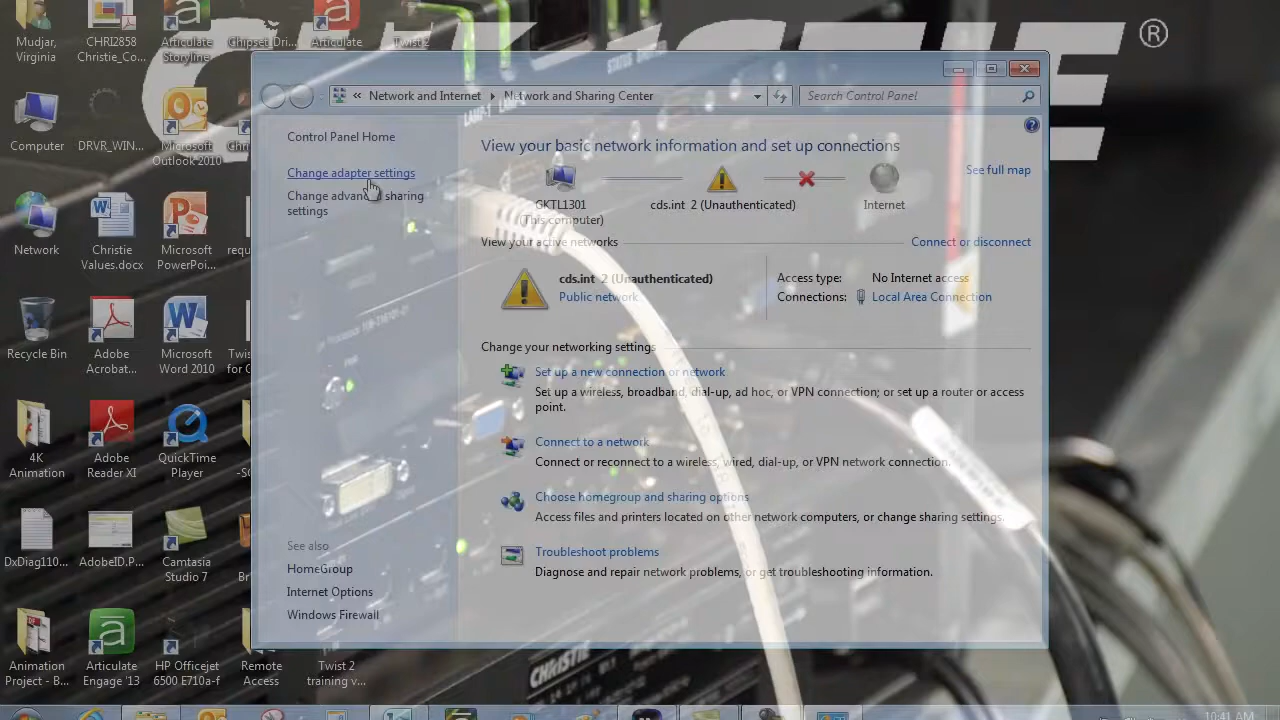 Mudjar,
Virginia
CHRI2858
Christie_Co...
Articulate
Storyline
Ghipset_Dri...
Articulate
Twist 2
CHRISTIE®
Network and Internet
Network and Sharing Center
Search Control Panel
Computer
DRVR_WIN...
Microsoft
Outlook 2010
Control Panel Home
Change adapter settings
Change advanced sharing
settings
View your basic network information and set up connections
See full map
GKTL1301
(This computer)
cds.int 2 (Unauthenticated)
Internet
View your active networks
Connect or disconnect
cds.int 2 (Unauthenticated)
Public network
Access type:
No Internet access
Connections:
Local Area Connection
Change your networking settings
Set up a new connection or network
Set up a wireless, broadband, dial-up, ad hoc, or VPN connection; or set up a router or access
point.
Connect to a network
Connect or reconnect to a wireless, wired, dial-up, or VPN network connection.
Choose homegroup and sharing options
Access files and printers located on other network computers, or change sharing settings.
Troubleshoot problems
Diagnose and repair network problems, or get troubleshooting information.
See also
HomeGroup
Internet Options
Windows Firewall
Network
Christie
Values.docx
Microsoft
PowerPoi...
Recycle Bin
Adobe
Acrobat...
Microsoft
Word 2010
4K
Animation
Adobe
Reader XI
QuickTime
Player
DxDiag110...
AdobeID.P...
Camtasia
Studio 7
Animation
Project - B...
Articulate
Engage '13
HP Officejet
6500 E710a-f
Remote
Access
Twist 2
training v...
CHRISTIE
10:41 AM